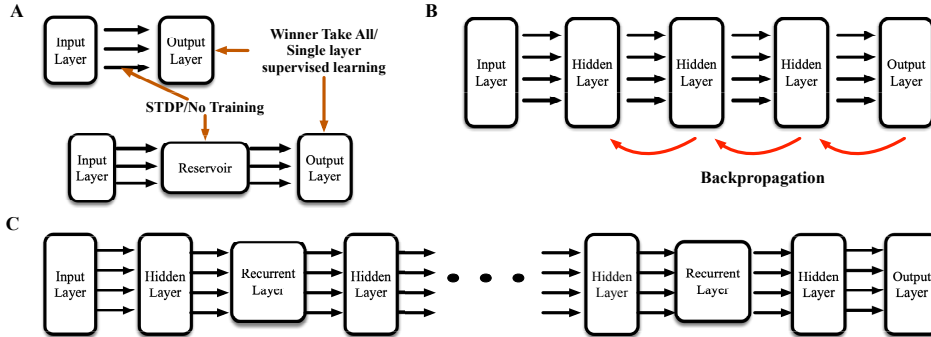 A
Input
Layer
Output
Layer
Winner Take All/
Single layer
supervised learning
STDP/No Training
Input
Layer
Reservoir
Output
Layer
B
Input
Layer
Hidden
Layer
Hidden
Layer
Hidden
Layer
Output
Layer
Backpropagation
C
Input
Layer
Hidden
Layer
Recurrent
Layer
Hidden
Layer
Hidden
Layer
Recurrent
Layer
Hidden
Layer
Output
Layer